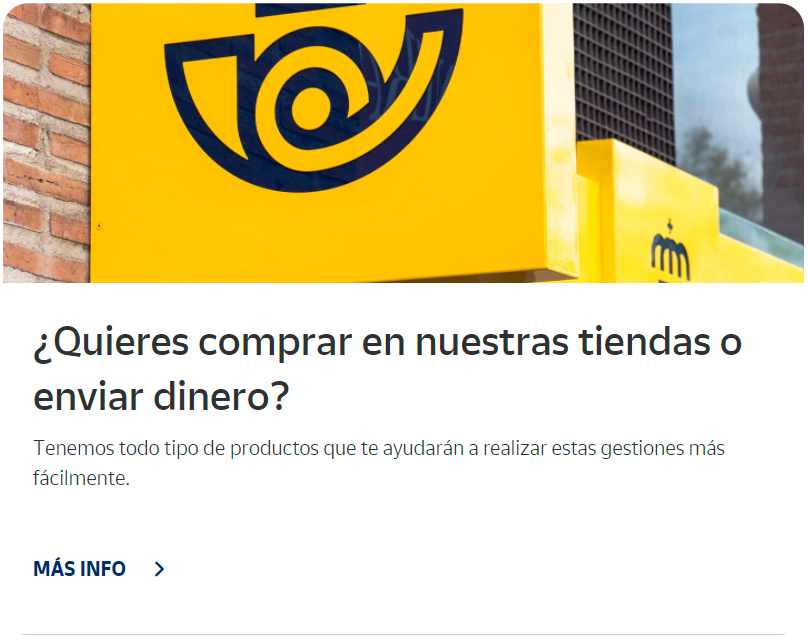 ¿Quieres comprar en nuestras tiendas o
enviar dinero?
Tenemos todo tipo de productos que te ayudarán a realizar estas gestiones más
fácilmente.
MÁS INFO